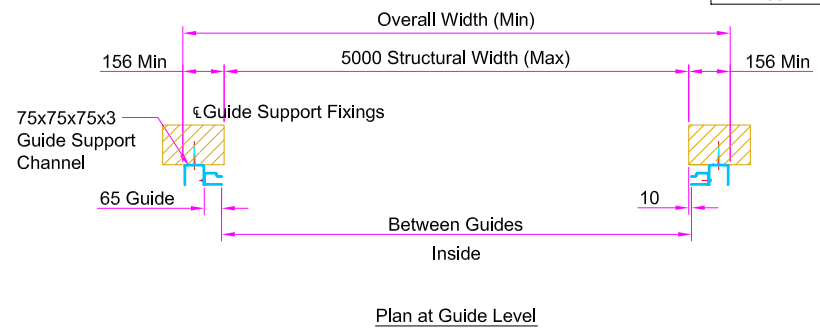 Overall Width (Min)
156 Min
5000 Structural Width (Max)
156 Min
℄Guide Support Fixings
75x75x75x3
Guide Support
Channel
65 Guide
10
Between Guides
Inside
Plan at Guide Level